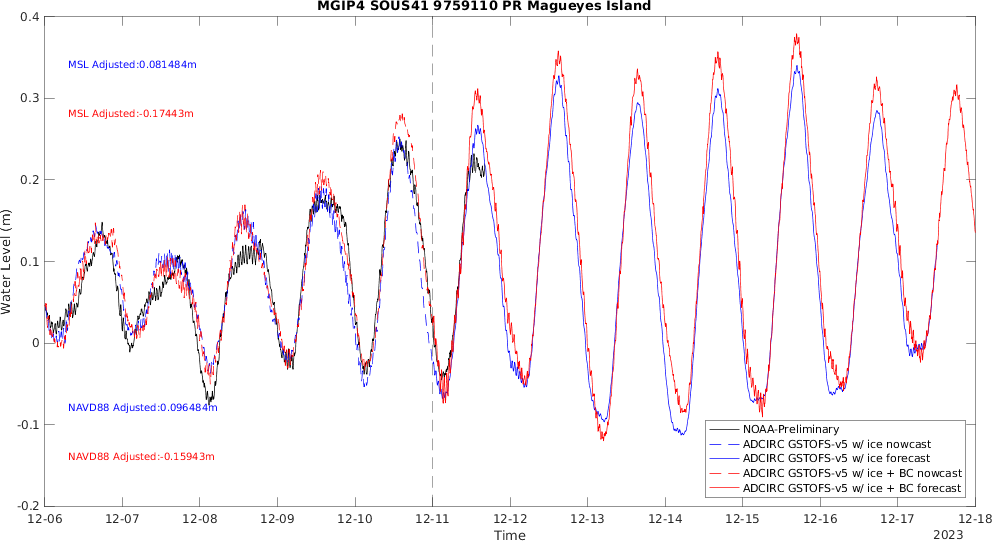 MGIP4 SOUS41 9759110 PR Magueyes Island
0.4
0.3
0.2
0.1
0
-0.1
-0.2
Water Level (m)
MSL Adjusted:0.081484m
MSL Adjusted:-0.17443m
NAVD88 Adjusted:0.096484m
NAVD88 Adjusted:-0.15943m
NOAA-Preliminary
ADCIRC GSTOFS-v5 w/ ice nowcast
ADCIRC GSTOFS-v5 w/ ice forecast
ADCIRC GSTOFS-v5 w/ ice + BC nowcast
ADCIRC GSTOFS-v5 w/ ice + BC forecast
12-06 12-07 12-08 12-09 12-10 12-11 12-12 12-13 12-14 12-15 12-16 12-17 12-18
Time
2023